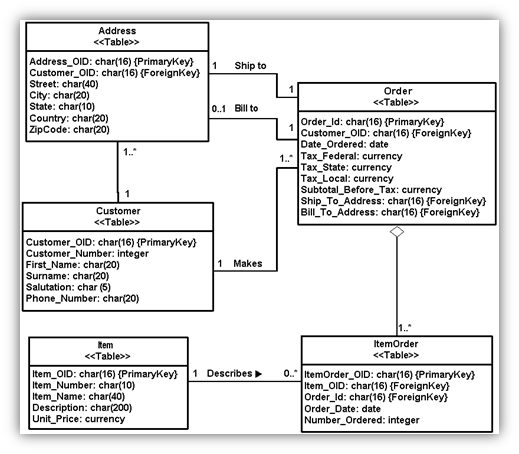 Address
<<Table>>
Address_OID: char(16) {PrimaryKey}
Customer_OID: char(16) {ForeignKey}
Street: char(40)
City: char(20)
State: char(10)
Country: char(20)
ZipCode: char(20)
1 Ship to 1
0..1 Bill to 1
Order
<<Table>>
Order_Id: char(16) {PrimaryKey}
Customer_OID: char(16) {ForeignKey}
Date_Ordered: date
Tax_Federal: currency
Tax_State: currency
Tax_Local: currency
Subtotal_Before_Tax: currency
Ship_To_Address: char(16) {ForeignKey}
Bill_To_Address: char(16) {ForeignKey}
1..*
1
1..*
Customer
<<Table>>
Customer_OID: char(16) {PrimaryKey}
Customer_Number: integer
First_Name: char(20)
Surname: char(20)
Salutation: char (5)
Phone_Number: char(20)
1 Makes
1..*
Item
<<Table>>
Item_OID: char(16) {PrimaryKey}
Item_Number: char(10)
Item_Name: char(40)
Description: char(200)
Unit_Price: currency
1 Describes ▶ 0..*
ItemOrder
<<Table>>
ItemOrder_OID: char(16) {PrimaryKey}
Item_OID: char(16) {ForeignKey}
Order_Id: char(16) {ForeignKey}
Order_Date: date
Number_Ordered: integer